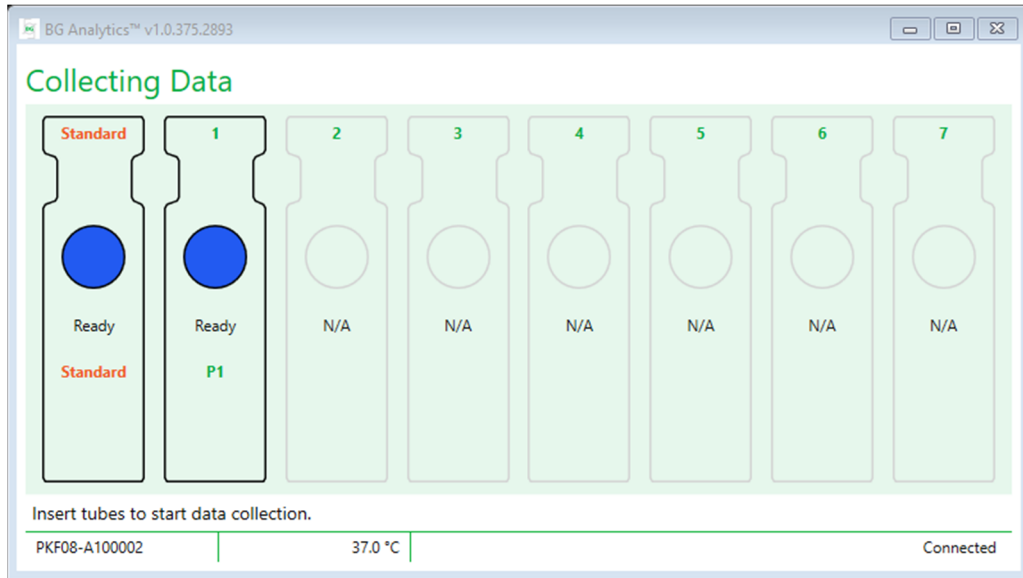 BG Analytics™ v1.0.375.2893
Collecting Data
Standard 1 2 3 4 5 6 7
Ready Ready N/A N/A N/A N/A N/A N/A
Standard P1
Insert tubes to start data collection.
PKF08-A100002 37.0 °C Connected